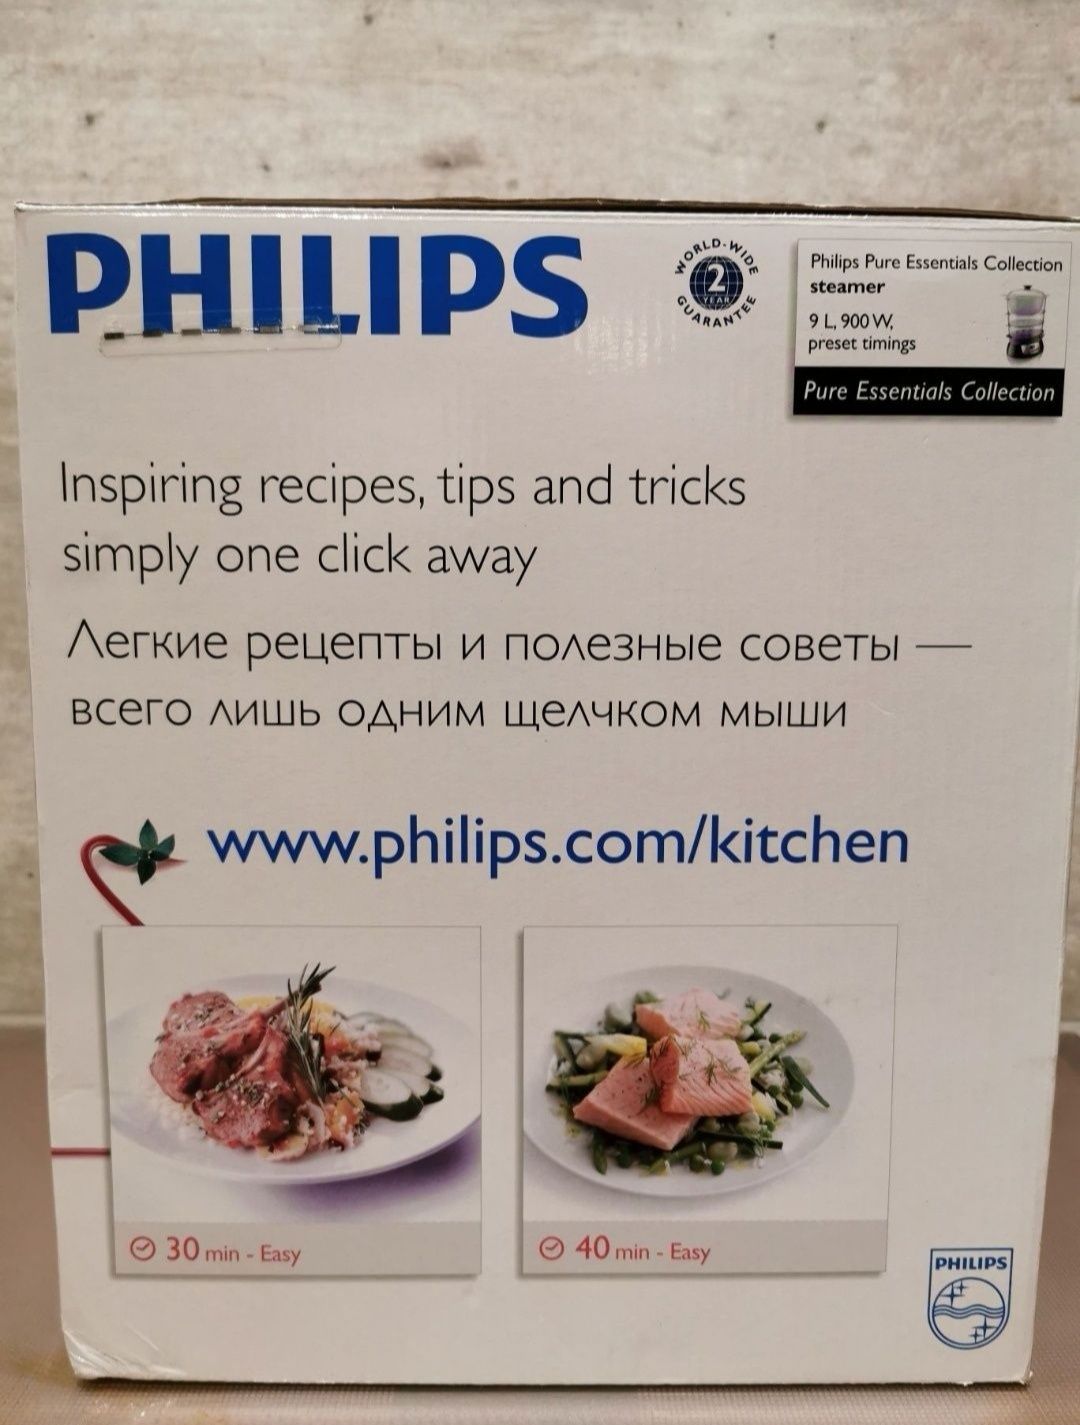 PHILIPS
WORLD-WIDE
2
YEAR
GUARANTEE
Philips Pure Essentials Collection
steamer
9 L, 900 W,
preset timings
Pure Essentials Collection
Inspiring recipes, tips and tricks
simply one click away
Легкие рецепты и полезные советы —
всего лишь одним щелчком мыши
www.philips.com/kitchen
30 min - Easy
40 min - Easy
PHILIPS